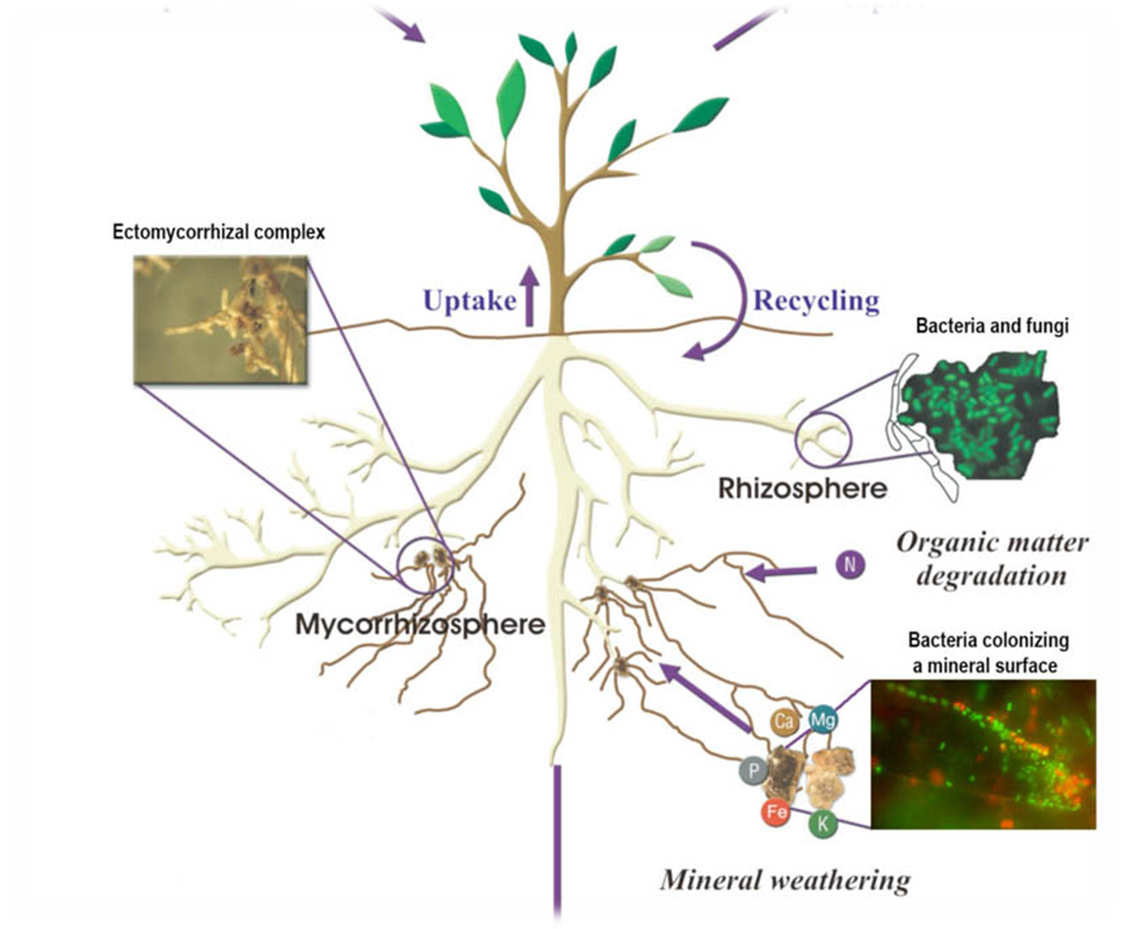 Ectomycorrhizal complex
Uptake
Recycling
Bacteria and fungi
Rhizosphere
Organic matter
degradation
N
Mycorrhizosphere
Bacteria colonizing
a mineral surface
Ca
Mg
P
Fe
K
Mineral weathering